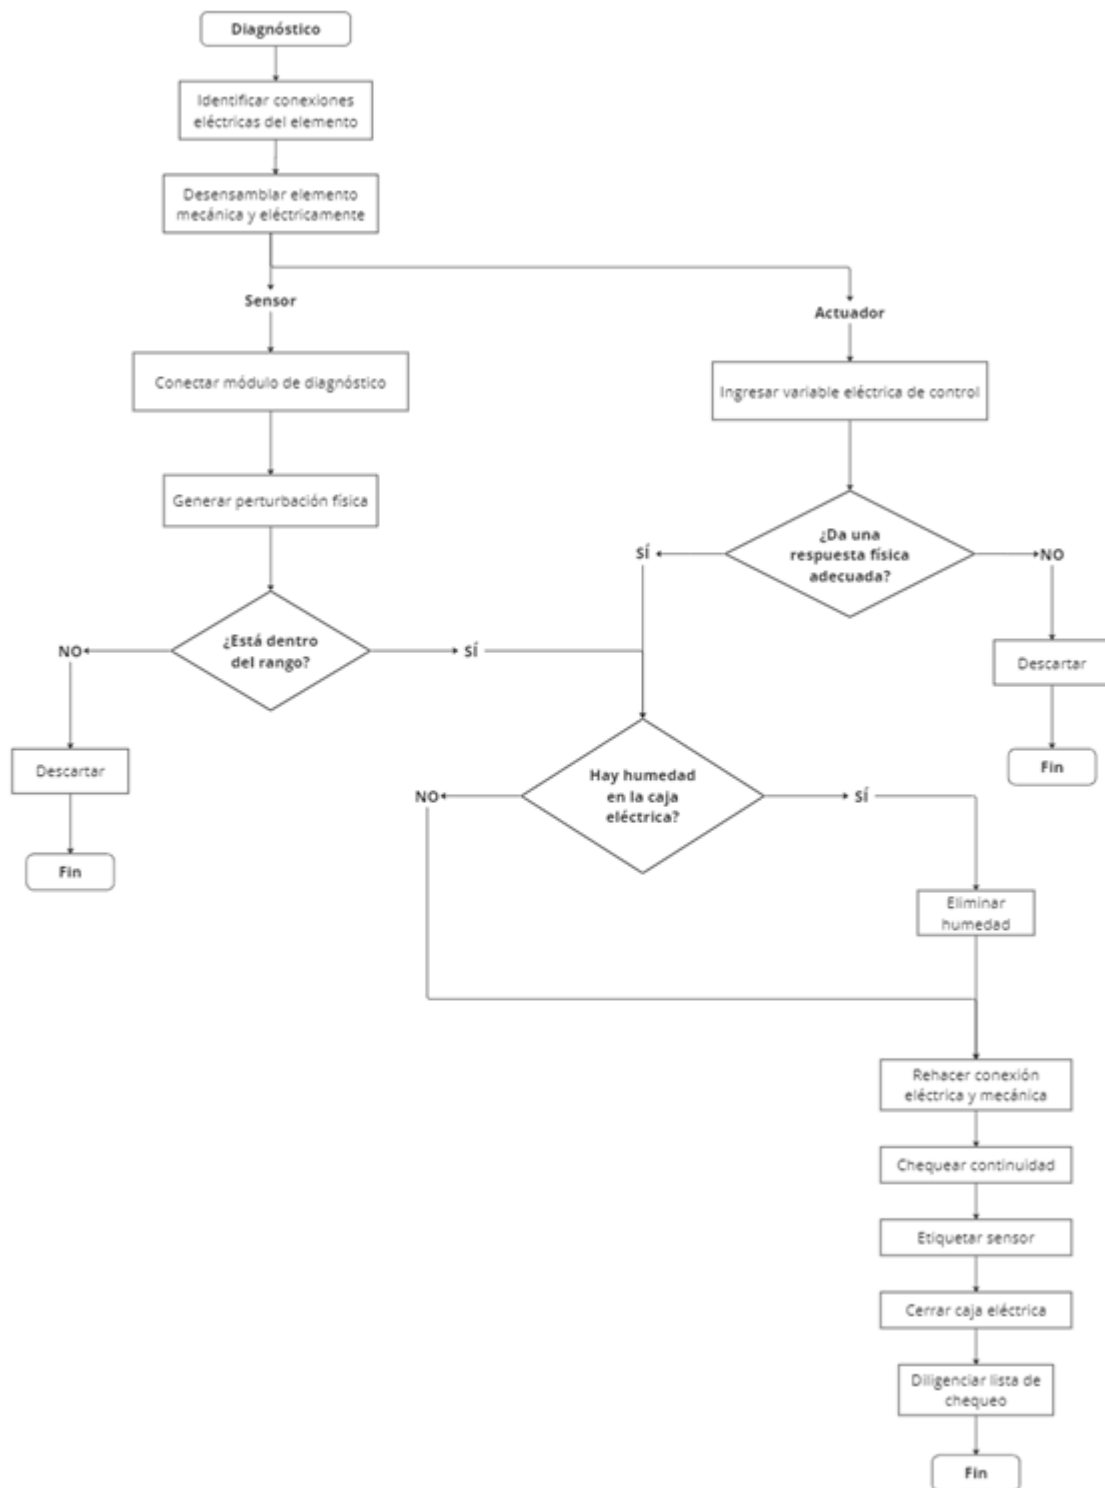 Diagnóstico
Identificar conexiones
eléctricas del elemento
Desensamblar elemento
mecánica y eléctricamente
Sensor
Actuador
Conectar módulo de diagnóstico
Ingresar variable eléctrica de control
Generar perturbación física
¿Da una
respuesta física
adecuada?
SÍ
NO
¿Está dentro
del rango?
NO
SÍ
Descartar
Fin
Descartar
Fin
Hay humedad
en la caja
eléctrica?
NO
SÍ
Eliminar
humedad
Rehacer conexión
eléctrica y mecánica
Chequear continuidad
Etiquetar sensor
Cerrar caja eléctrica
Diligenciar lista de
chequeo
Fin